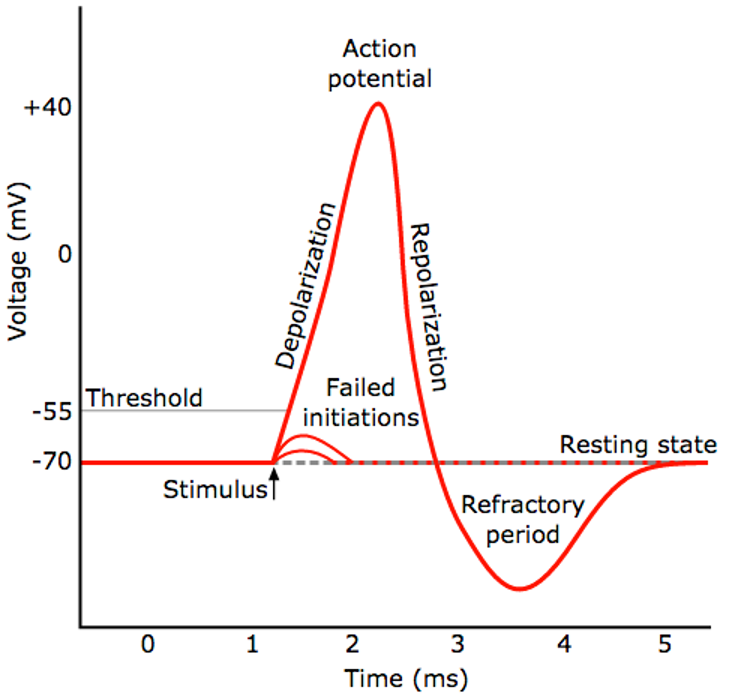 Action
potential
+40
Voltage (mV)
0
Depolarization
Repolarization
Failed
initiations
Threshold
-55
-70
Resting state
Stimulus
Refractory
period
0 1 2 3 4 5
Time (ms)